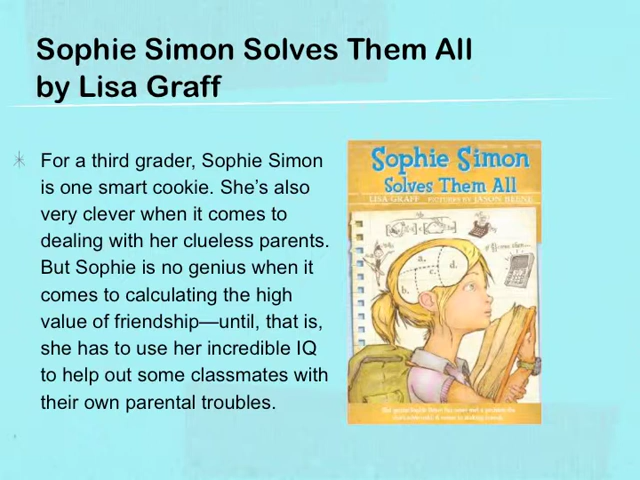 Sophie Simon Solves Them All
by Lisa Graff
For a third grader, Sophie Simon
is one smart cookie. She's also
very clever when it comes to
dealing with her clueless parents.
But Sophie is no genius when it
comes to calculating the high
value of friendship—until, that is,
she has to use her incredible IQ
to help out some classmates with
their own parental troubles.
Sophie Simon
Solves Them All
LISA GRAFF PICTURES BY JASON BEENE
a.
d.
c.
b.